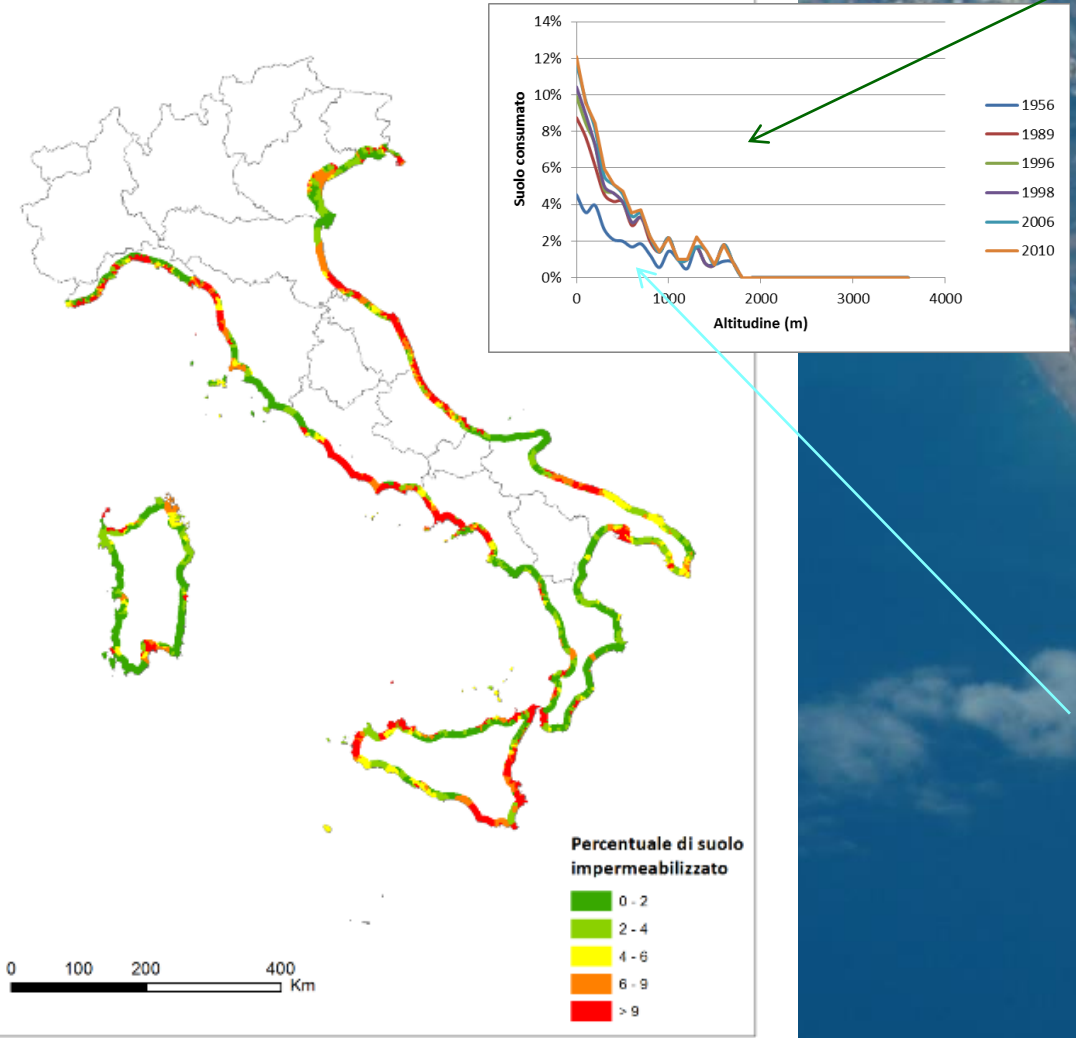 14%
12%
10%
8%
6%
4%
2%
0%
Suolo consumato
0
1000
2000
3000
4000
Altitudine (m)
1956
1989
1996
1998
2006
2010
Percentuale di suolo
impermeabilizzato
0 - 2
2 - 4
4 - 6
6 - 9
> 9
0 100 200 400
Km